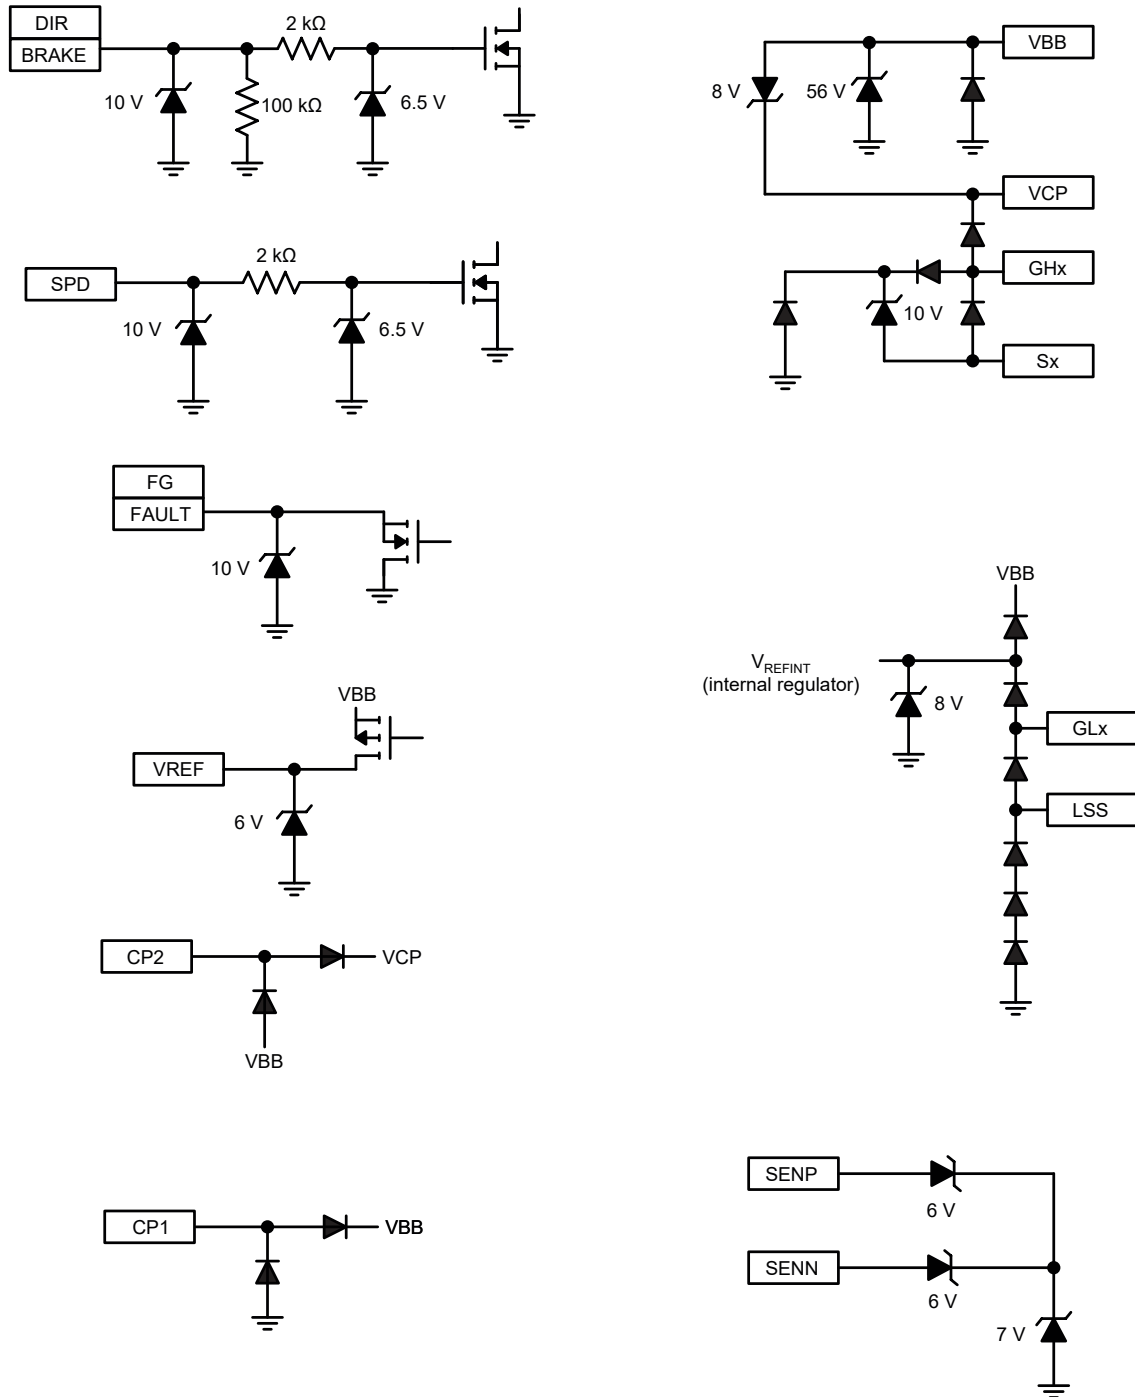 DIR
BRAKE
2 kΩ
10 V
100 kΩ
6.5 V
SPD
2 kΩ
10 V
6.5 V
FG
FAULT
10 V
VBB
VREF
6 V
CP2
VCP
VBB
CP1
VBB
VBB
8 V
56 V
VCP
GHx
10 V
Sx
VBB
VREFINT
(internal regulator)
8 V
GLx
LSS
SENP
6 V
SENN
6 V
7 V